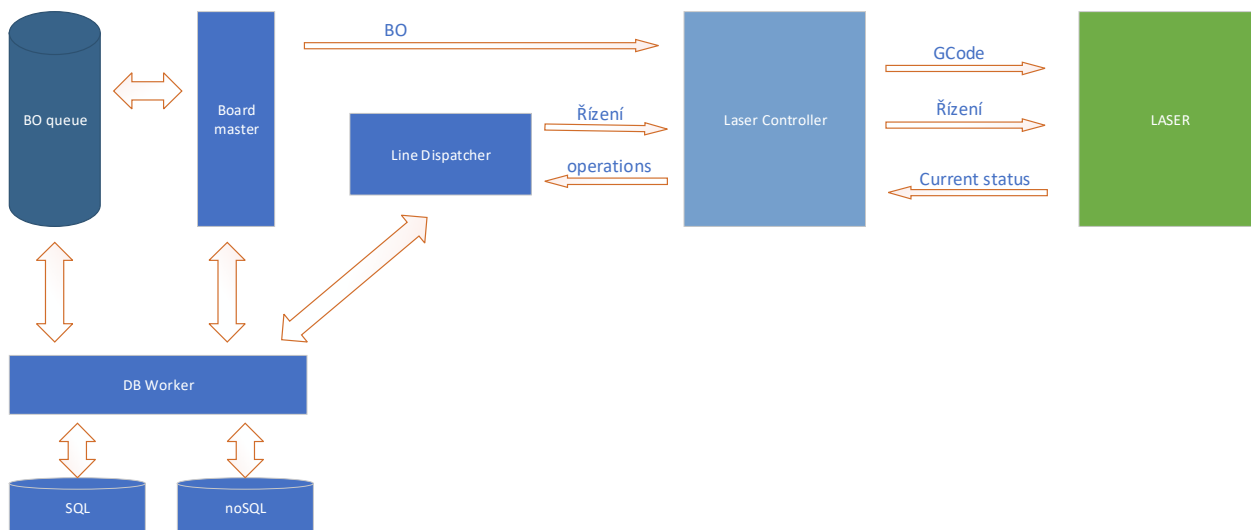 BO
GCode
BO queue
Board
master
Řízení
Laser Controller
Řízení
LASER
Line Dispatcher
operations
Current status
DB Worker
SQL
noSQL